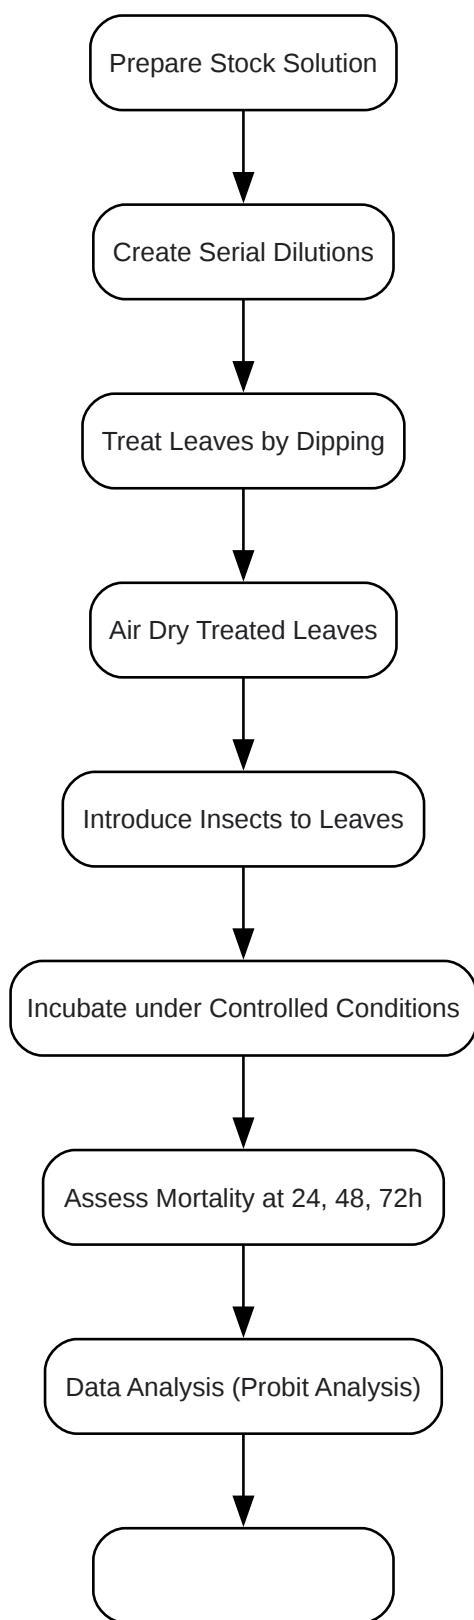 Prepare Stock Solution
Create Serial Dilutions
Treat Leaves by Dipping
Air Dry Treated Leaves
Introduce Insects to Leaves
Incubate under Controlled Conditions
Assess Mortality at 24, 48, 72h
Data Analysis (Probit Analysis)